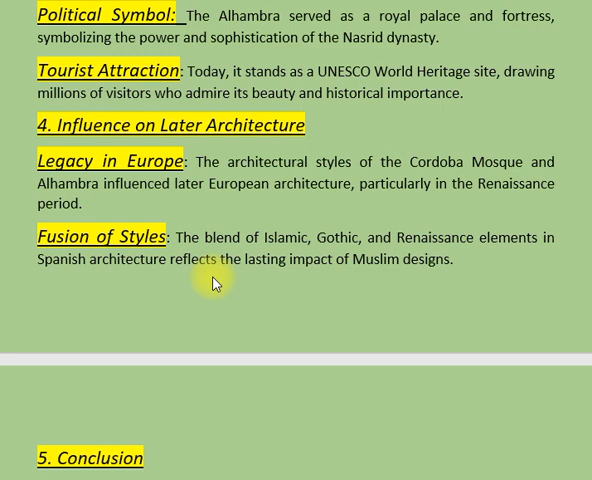 Political Symbol: The Alhambra served as a royal palace and fortress,
symbolizing the power and sophistication of the Nasrid dynasty.
Tourist Attraction: Today, it stands as a UNESCO World Heritage site, drawing
millions of visitors who admire its beauty and historical importance.
4. Influence on Later Architecture
Legacy in Europe: The architectural styles of the Cordoba Mosque and
Alhambra influenced later European architecture, particularly in the Renaissance
period.
Fusion of Styles: The blend of Islamic, Gothic, and Renaissance elements in
Spanish architecture reflects the lasting impact of Muslim designs.
5. Conclusion